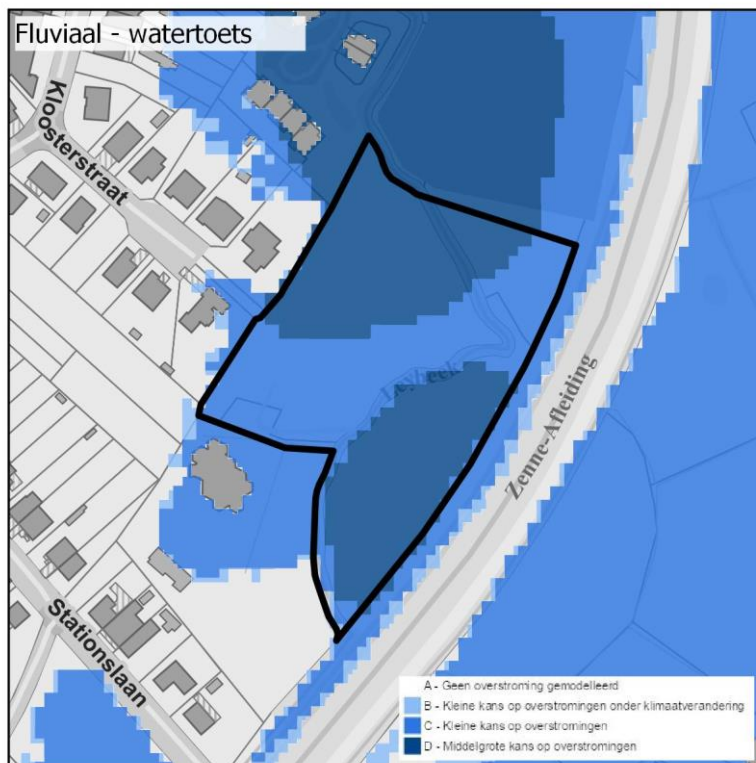 Fluviaal - watertoets
Kloosterstraat
Leybeek
Zenne-Afleiding
Stationslaan
A - Geen overstroming gemodelleerd
B - Kleine kans op overstromingen onder klimaatverandering
C - Kleine kans op overstromingen
D - Middelgrote kans op overstromingen